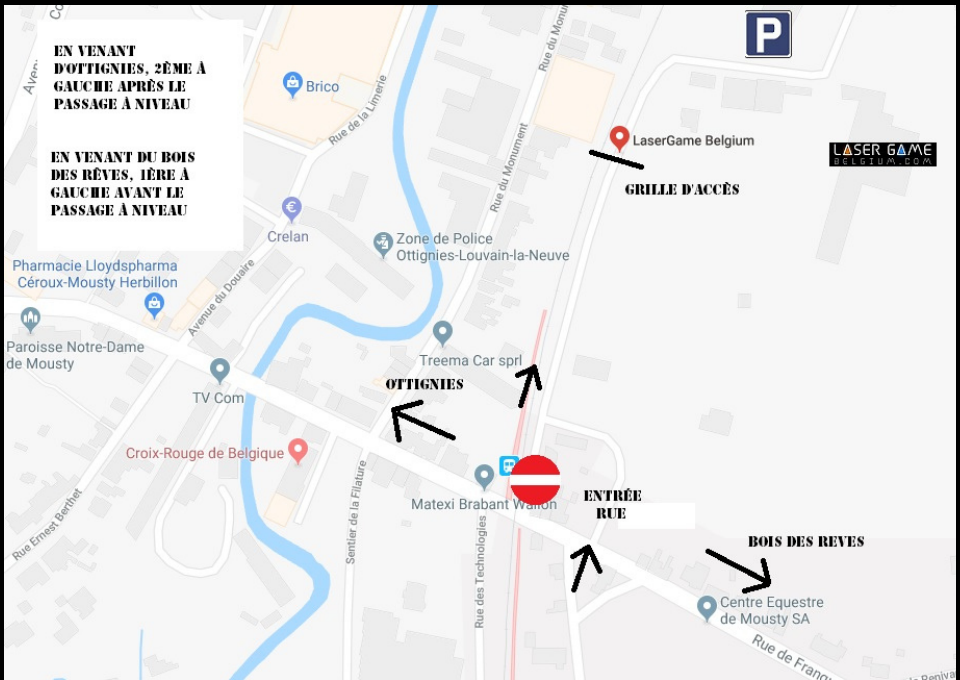 EN VENANT
D'OTTIGNIES, 2ÈME À
GAUCHE APRÈS LE
PASSAGE À NIVEAU
EN VENANT DU BOIS
DES RÊVES, 1ÈRE À
GAUCHE AVANT LE
PASSAGE À NIVEAU
P
Rue du Monum
Aven
Brico
Rue de la Limerie
LaserGame Belgium
LASER GAME
BELGIUM.COM
Rue du Monument
GRILLE D'ACCÈS
Crelan
Zone de Police
Ottignies-Louvain-la-Neuve
Pharmacie Lloydspharma
Céroux-Mousty Herbillon
Avenue du Douaire
Paroisse Notre-Dame
de Mousty
Treema Car sprl
TV Com
OTTIGNIES
Croix-Rouge de Belgique
Matexi Brabant Wallon
ENTRÉE
RUE
Rue Ernest Berthet
Sentier de la Filature
Rue des Technologies
BOIS DES REVES
Centre Equestre
de Mousty SA
Rue de Franq